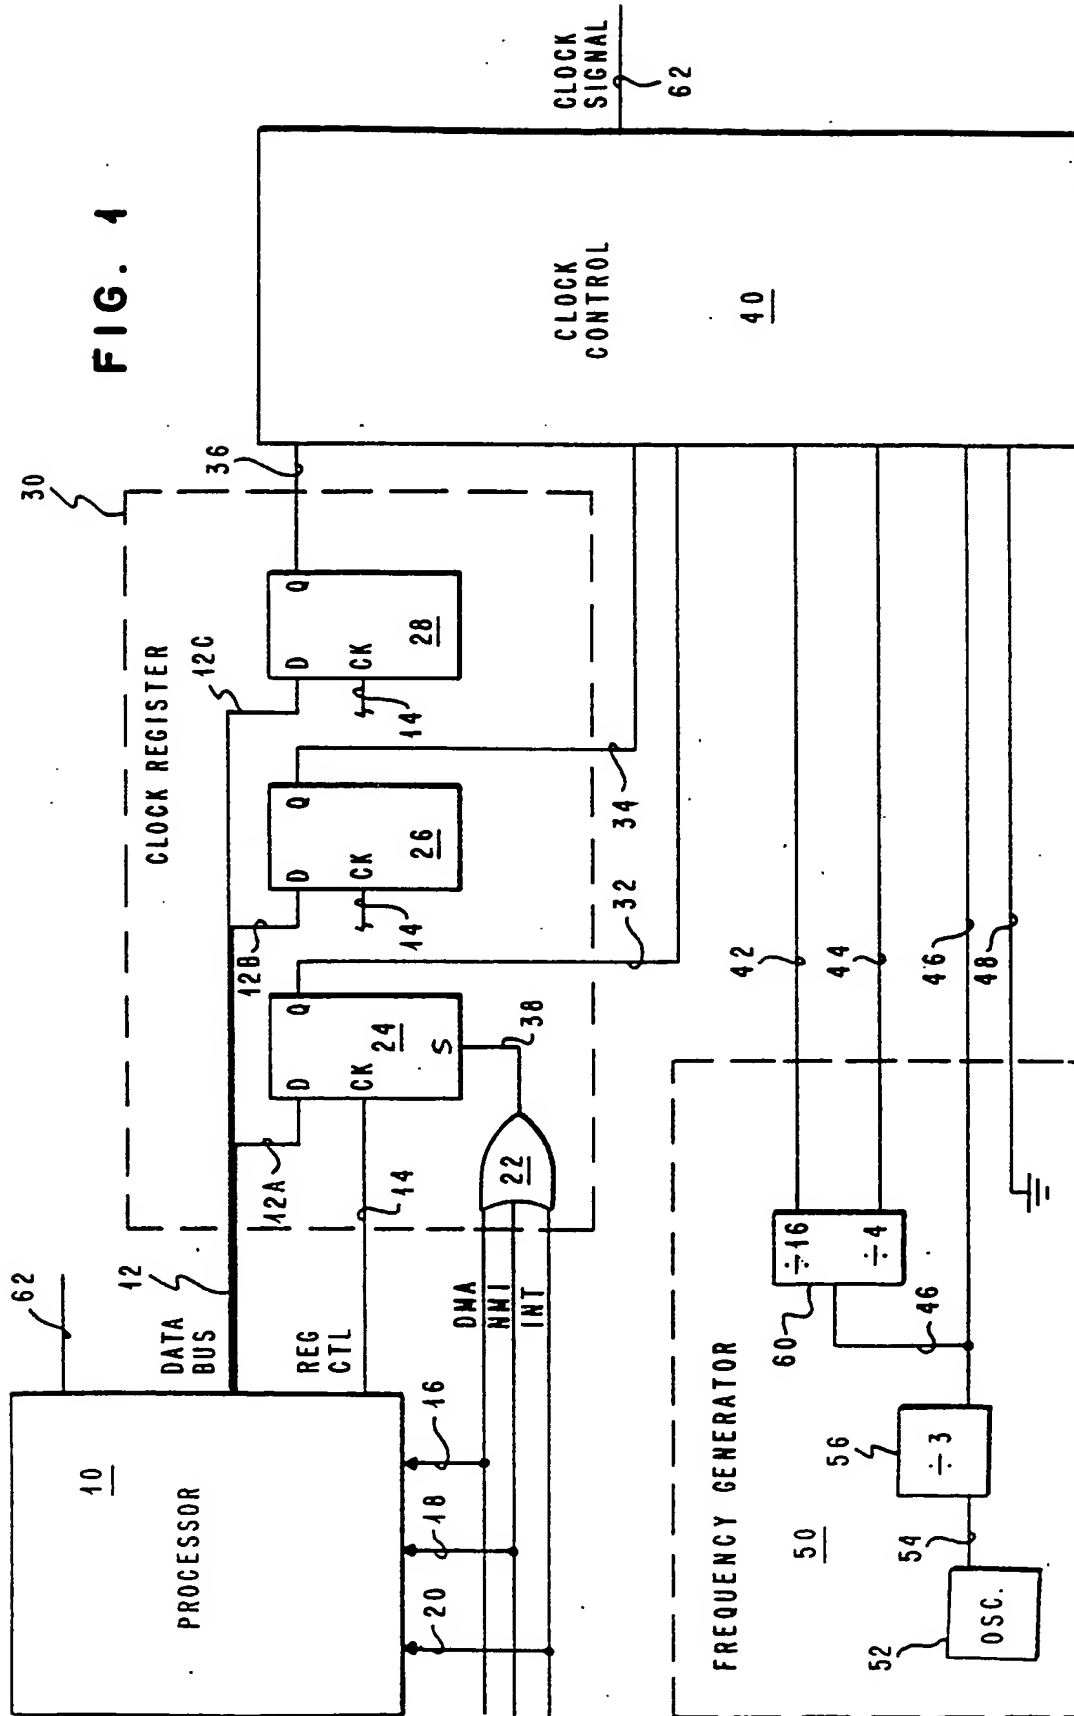 FIG. 1
62
10
PROCESSOR
12
DATA
BUS
REG
CTL
14
16
18
20
DMA
NMI
INT
30
CLOCK REGISTER
12A
12B
12C
D
Q
CK
24
S
D
Q
CK
26
14
D
Q
CK
28
14
22
38
36
34
32
CLOCK
CONTROL
40
CLOCK
SIGNAL
62
42
44
46
48
FREQUENCY GENERATOR
50
52
OSC.
54
56
÷3
60
÷16
÷4
46